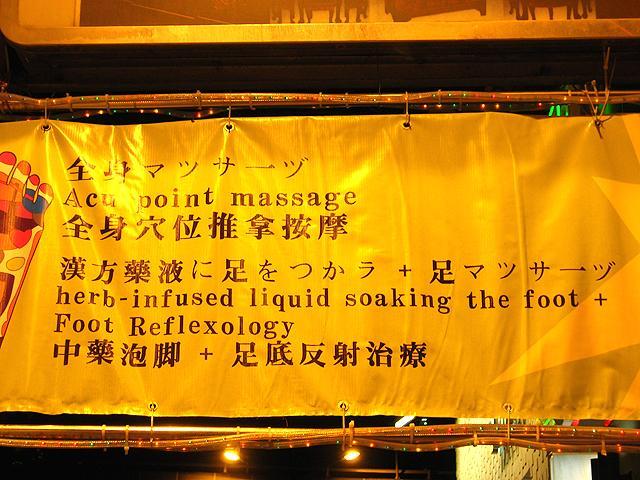 全身マツサーヅ
Acu point massage
全身穴位推拿按摩
漢方藥液に足をつかラ + 足マツサーヅ
herb-infused liquid soaking the foot +
Foot Reflexology
中藥泡脚 + 足底反射治療